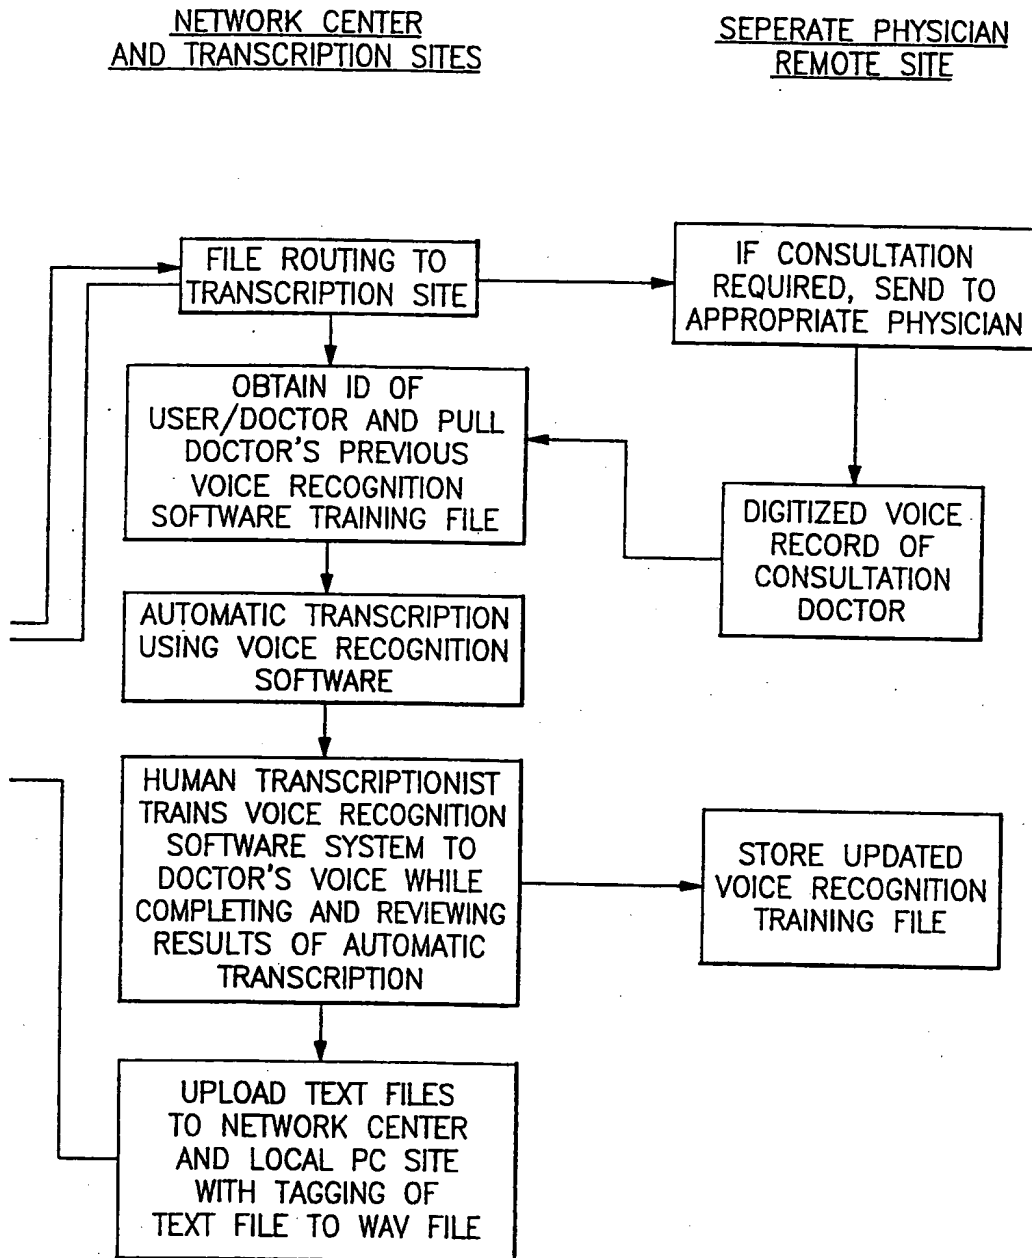 NETWORK CENTER
AND TRANSCRIPTION SITES
SEPERATE PHYSICIAN
REMOTE SITE
FILE ROUTING TO
TRANSCRIPTION SITE
IF CONSULTATION
REQUIRED, SEND TO
APPROPRIATE PHYSICIAN
OBTAIN ID OF
USER/DOCTOR AND PULL
DOCTOR'S PREVIOUS
VOICE RECOGNITION
SOFTWARE TRAINING FILE
DIGITIZED VOICE
RECORD OF
CONSULTATION
DOCTOR
AUTOMATIC TRANSCRIPTION
USING VOICE RECOGNITION
SOFTWARE
HUMAN TRANSCRIPTIONIST
TRAINS VOICE RECOGNITION
SOFTWARE SYSTEM TO
DOCTOR'S VOICE WHILE
COMPLETING AND REVIEWING
RESULTS OF AUTOMATIC
TRANSCRIPTION
STORE UPDATED
VOICE RECOGNITION
TRAINING FILE
UPLOAD TEXT FILES
TO NETWORK CENTER
AND LOCAL PC SITE
WITH TAGGING OF
TEXT FILE TO WAV FILE